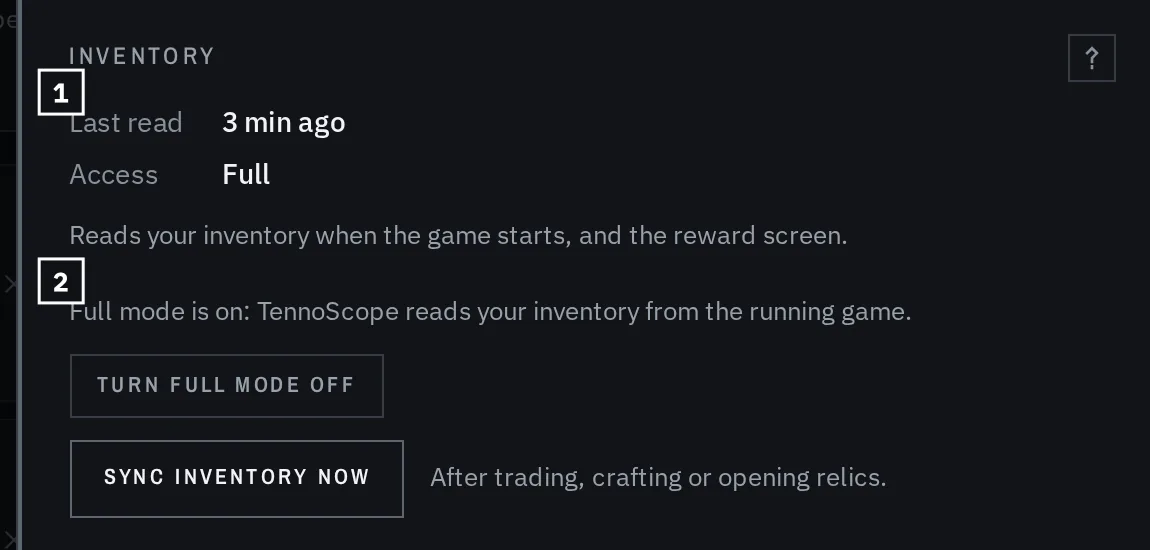 INVENTORY
?
1
Last read 3 min ago
Access Full
Reads your inventory when the game starts, and the reward screen.
2
Full mode is on: TennoScope reads your inventory from the running game.
TURN FULL MODE OFF
SYNC INVENTORY NOW After trading, crafting or opening relics.